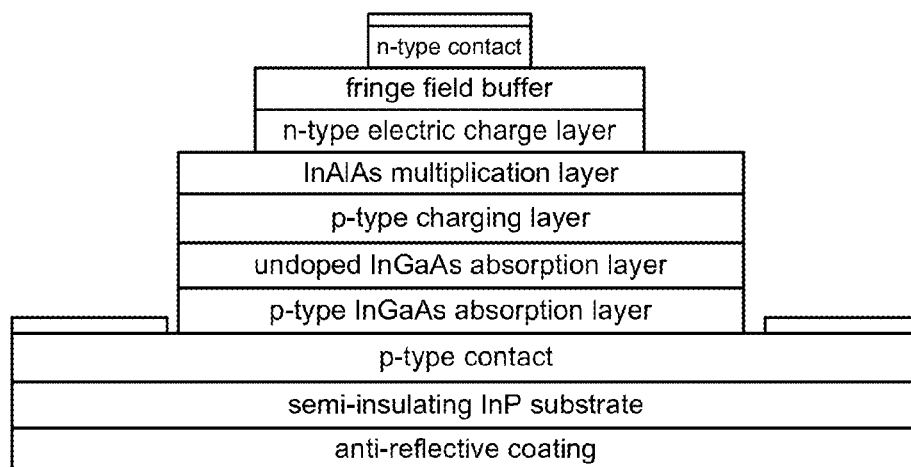 n-type contact
fringe field buffer
n-type electric charge layer
InAlAs multiplication layer
p-type charging layer
undoped InGaAs absorption layer
p-type InGaAs absorption layer
p-type contact
semi-insulating InP substrate
anti-reflective coating